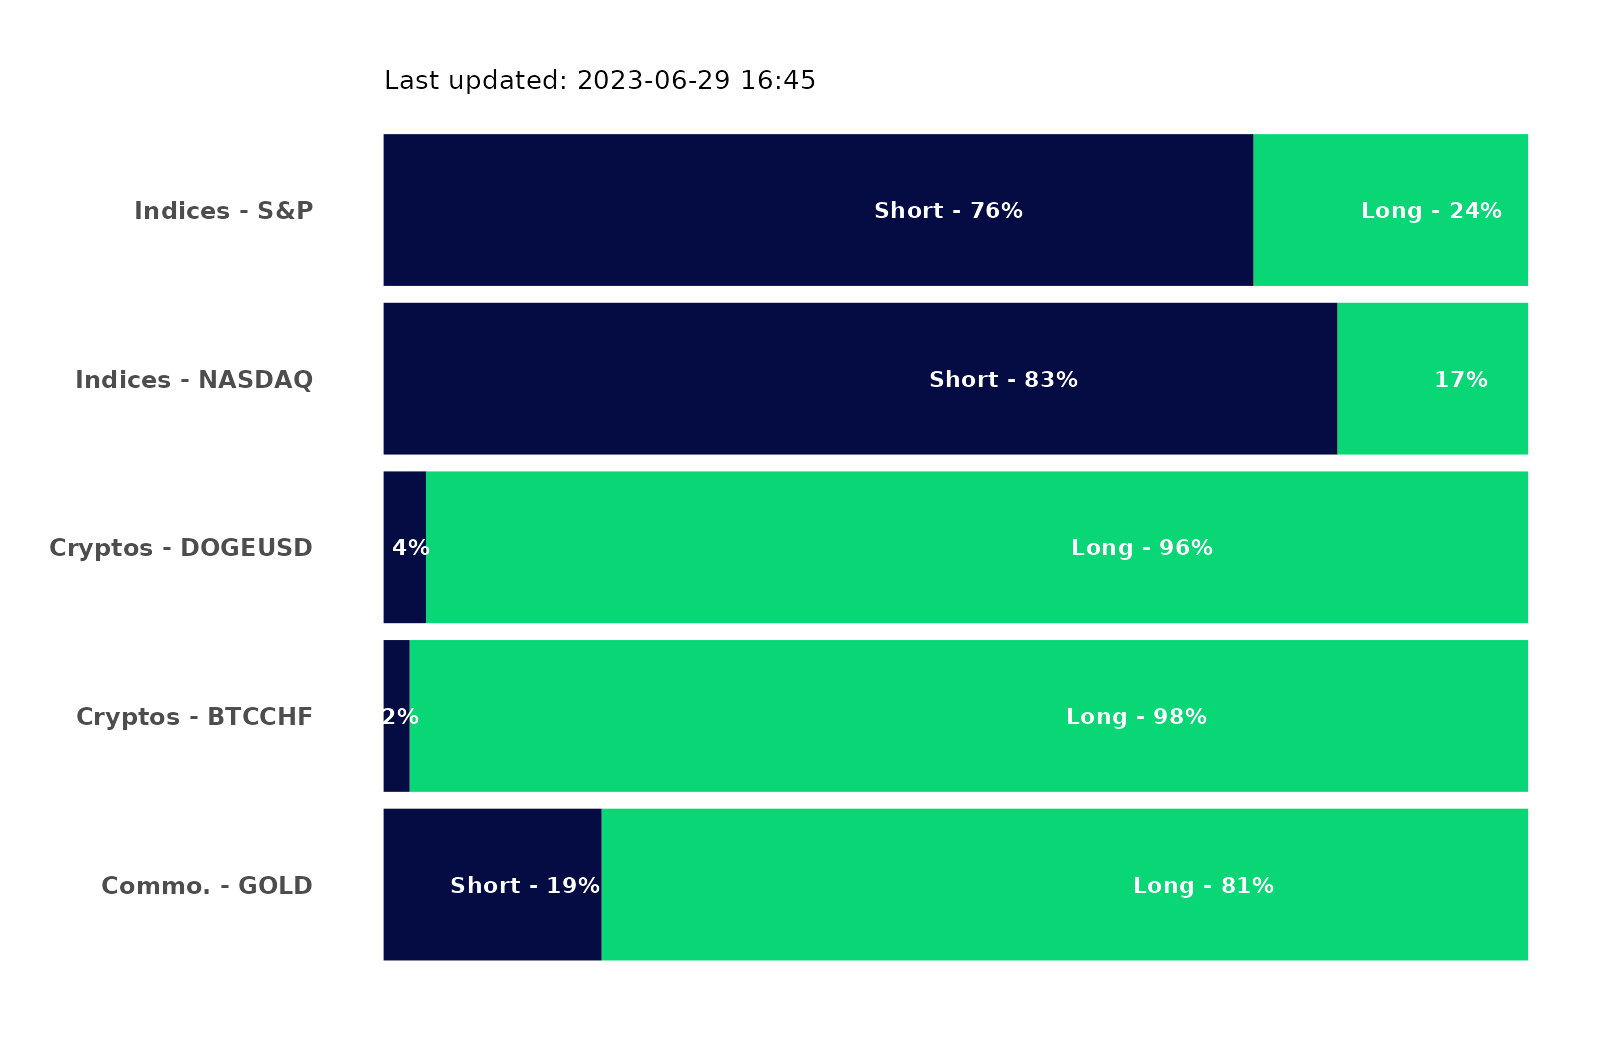 Last updated: 2023-06-29 16:45
Indices - S&P Short - 76% Long - 24%
Indices - NASDAQ Short - 83% 17%
Cryptos - DOGEUSD 4% Long - 96%
Cryptos - BTCCHF 2% Long - 98%
Commo. - GOLD Short - 19% Long - 81%